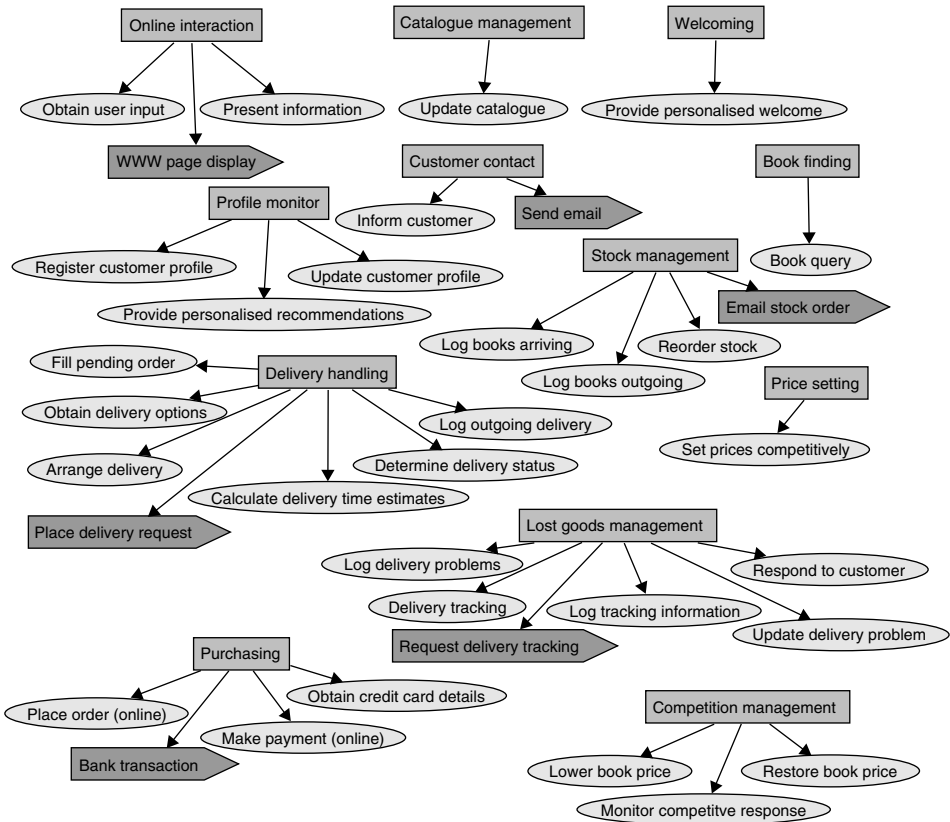 Online interaction
Catalogue management
Welcoming
Obtain user input
Present information
Update catalogue
Provide personalised welcome
WWW page display
Customer contact
Book finding
Profile monitor
Inform customer
Send email
Register customer profile
Update customer profile
Stock management
Book query
Provide personalised recommendations
Email stock order
Log books arriving
Reorder stock
Fill pending order
Delivery handling
Log books outgoing
Price setting
Obtain delivery options
Log outgoing delivery
Arrange delivery
Determine delivery status
Set prices competitively
Calculate delivery time estimates
Place delivery request
Lost goods management
Log delivery problems
Respond to customer
Delivery tracking
Log tracking information
Update delivery problem
Request delivery tracking
Purchasing
Obtain credit card details
Place order (online)
Make payment (online)
Bank transaction
Competition management
Lower book price
Restore book price
Monitor competitve response